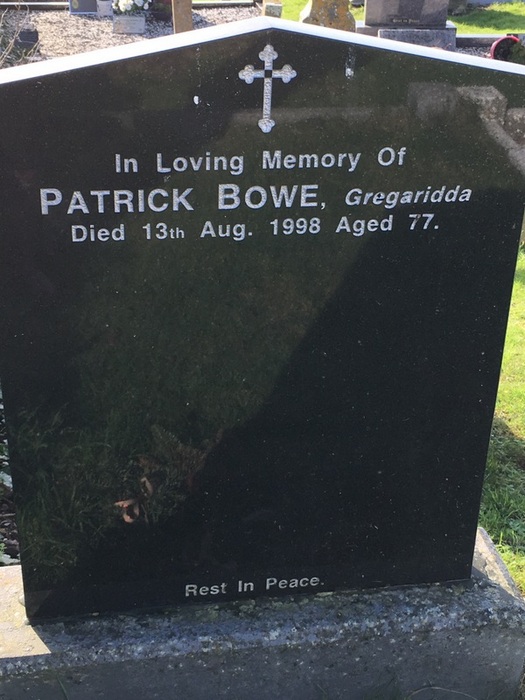 In Loving Memory Of
PATRICK BOWE, Gregaridda
Died 13th Aug. 1998 Aged 77.
Rest In Peace.